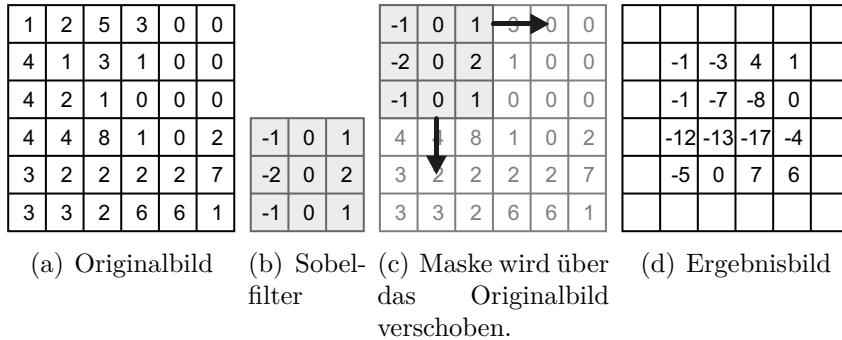 1 2 5 3 0 0
4 1 3 1 0 0
4 2 1 0 0 0
4 4 8 1 0 2
3 2 2 2 2 7
3 3 2 6 6 1
(a) Originalbild
-1 0 1
-2 0 2
-1 0 1
(b) Sobel-
filter
-1 0 1 3 0 0
-2 0 2 1 0 0
-1 0 1 0 0 0
4 4 8 1 0 2
3 2 2 2 2 7
3 3 2 6 6 1
(c) Maske wird über
das Originalbild
verschoben.
-1 -3 4 1
-1 -7 -8 0
-12 -13 -17 -4
-5 0 7 6
(d) Ergebnisbild